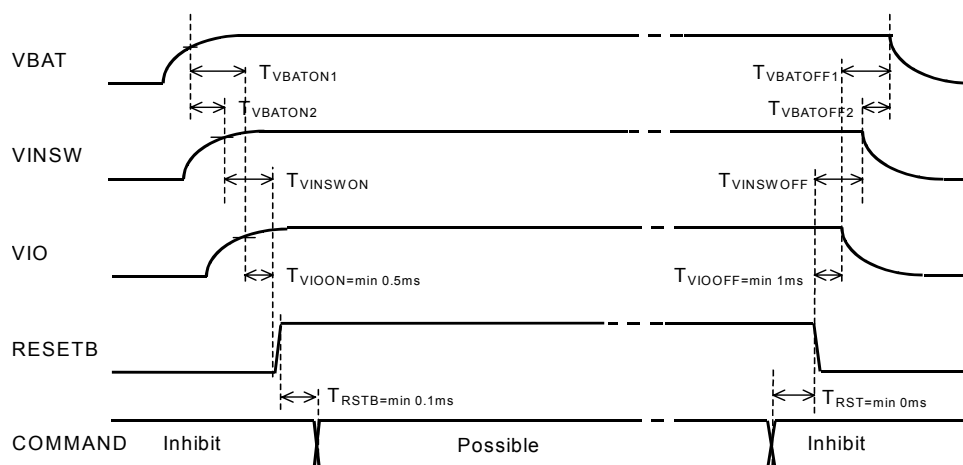 VBAT
TVBATON1
TVBATOFF1
TVBATON2
TVBATOFF2
VINSW
TVINSWON
TVINSWOFF
VIO
TVIOON=min 0.5ms
TVIOOFF=min 1ms
RESETB
TRSTB=min 0.1ms
TRST=min 0ms
COMMAND Inhibit Possible Inhibit